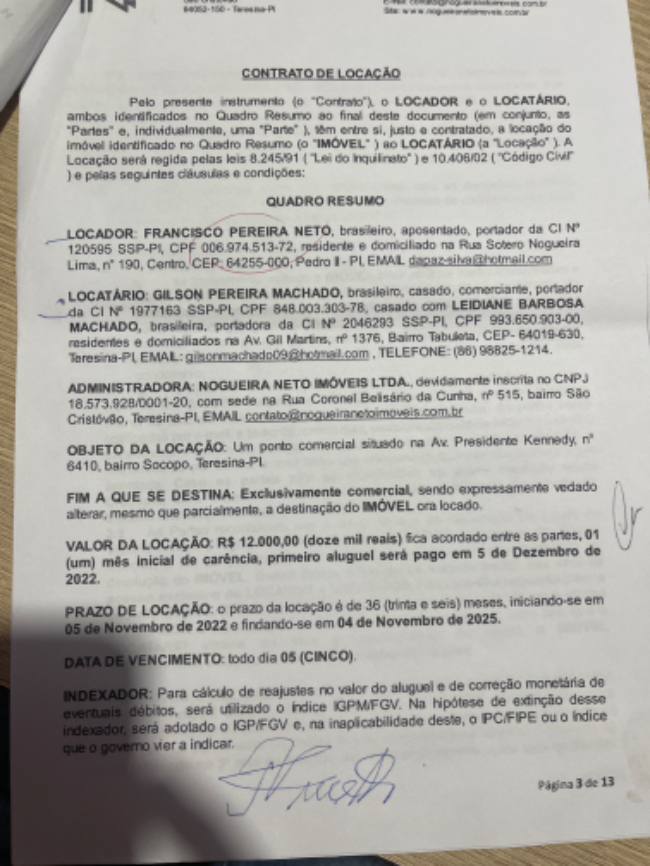 64052-150 - Teresina-PI
E-mail: contato@nogueiranetoimoveis.com.br
Site: www.nogueiranetoimoveis.com.br
CONTRATO DE LOCAÇÃO
Pelo presente instrumento (o "Contrato"), o LOCADOR e o LOCATÁRIO,
ambos identificados no Quadro Resumo ao final deste documento (em conjunto, as
"Partes" e, individualmente, uma "Parte" ), têm entre si, justo e contratado, a locação do
imóvel identificado no Quadro Resumo (o "IMÓVEL" ) ao LOCATÁRIO (a "Locação" ). A
Locação será regida pelas leis 8.245/91 ( "Lei do Inquilinato" ) e 10.406/02 ( "Código Civil"
) e pelas seguintes cláusulas e condições:
QUADRO RESUMO
LOCADOR: FRANCISCO PEREIRA NETO, brasileiro, aposentado, portador da CI Nº
120595 SSP-PI, CPF 006.974.513-72, residente e domiciliado na Rua Sotero Nogueira
Lima, n° 190, Centro, CEP: 64255-000, Pedro II - PI, EMAIL dapaz-silva@hotmail.com
LOCATÁRIO: GILSON PEREIRA MACHADO, brasileiro, casado, comerciante, portador
da CI Nº 1977163 SSP-PI, CPF 848.003.303-78, casado com LEIDIANE BARBOSA
MACHADO, brasileira, portadora da CI Nº 2046293 SSP-PI, CPF 993.650.903-00,
residentes e domiciliados na Av. Gil Martins, nº 1376, Bairro Tabuleta, CEP- 64019-630,
Teresina-PI, EMAIL: gilsonmachado09@hotmail.com , TELEFONE: (86) 98825-1214.
ADMINISTRADORA: NOGUEIRA NETO IMÓVEIS LTDA., devidamente inscrita no CNPJ
18.573.928/0001-20, com sede na Rua Coronel Belisário da Cunha, nº 515, bairro São
Cristóvão, Teresina-PI, EMAIL contato@nogueiranetoimoveis.com.br
OBJETO DA LOCAÇÃO: Um ponto comercial situado na Av. Presidente Kennedy, n°
6410, bairro Socopo, Teresina-PI.
FIM A QUE SE DESTINA: Exclusivamente comercial, sendo expressamente vedado
alterar, mesmo que parcialmente, a destinação do IMÓVEL ora locado.
VALOR DA LOCAÇÃO: R$ 12.000,00 (doze mil reais) fica acordado entre as partes, 01
(um) mês inicial de carência, primeiro aluguel será pago em 5 de Dezembro de
2022.
PRAZO DE LOCAÇÃO: o prazo da locação é de 36 (trinta e seis) meses, iniciando-se em
05 de Novembro de 2022 e findando-se em 04 de Novembro de 2025.
DATA DE VENCIMENTO: todo dia 05 (CINCO).
INDEXADOR: Para cálculo de reajustes no valor do aluguel e de correção monetária de
eventuais débitos, será utilizado o índice IGPM/FGV. Na hipótese de extinção desse
indexador, será adotado o IGP/FGV e, na inaplicabilidade deste, o IPC/FIPE ou o índice
que o governo vier a indicar.
Página 3 de 13